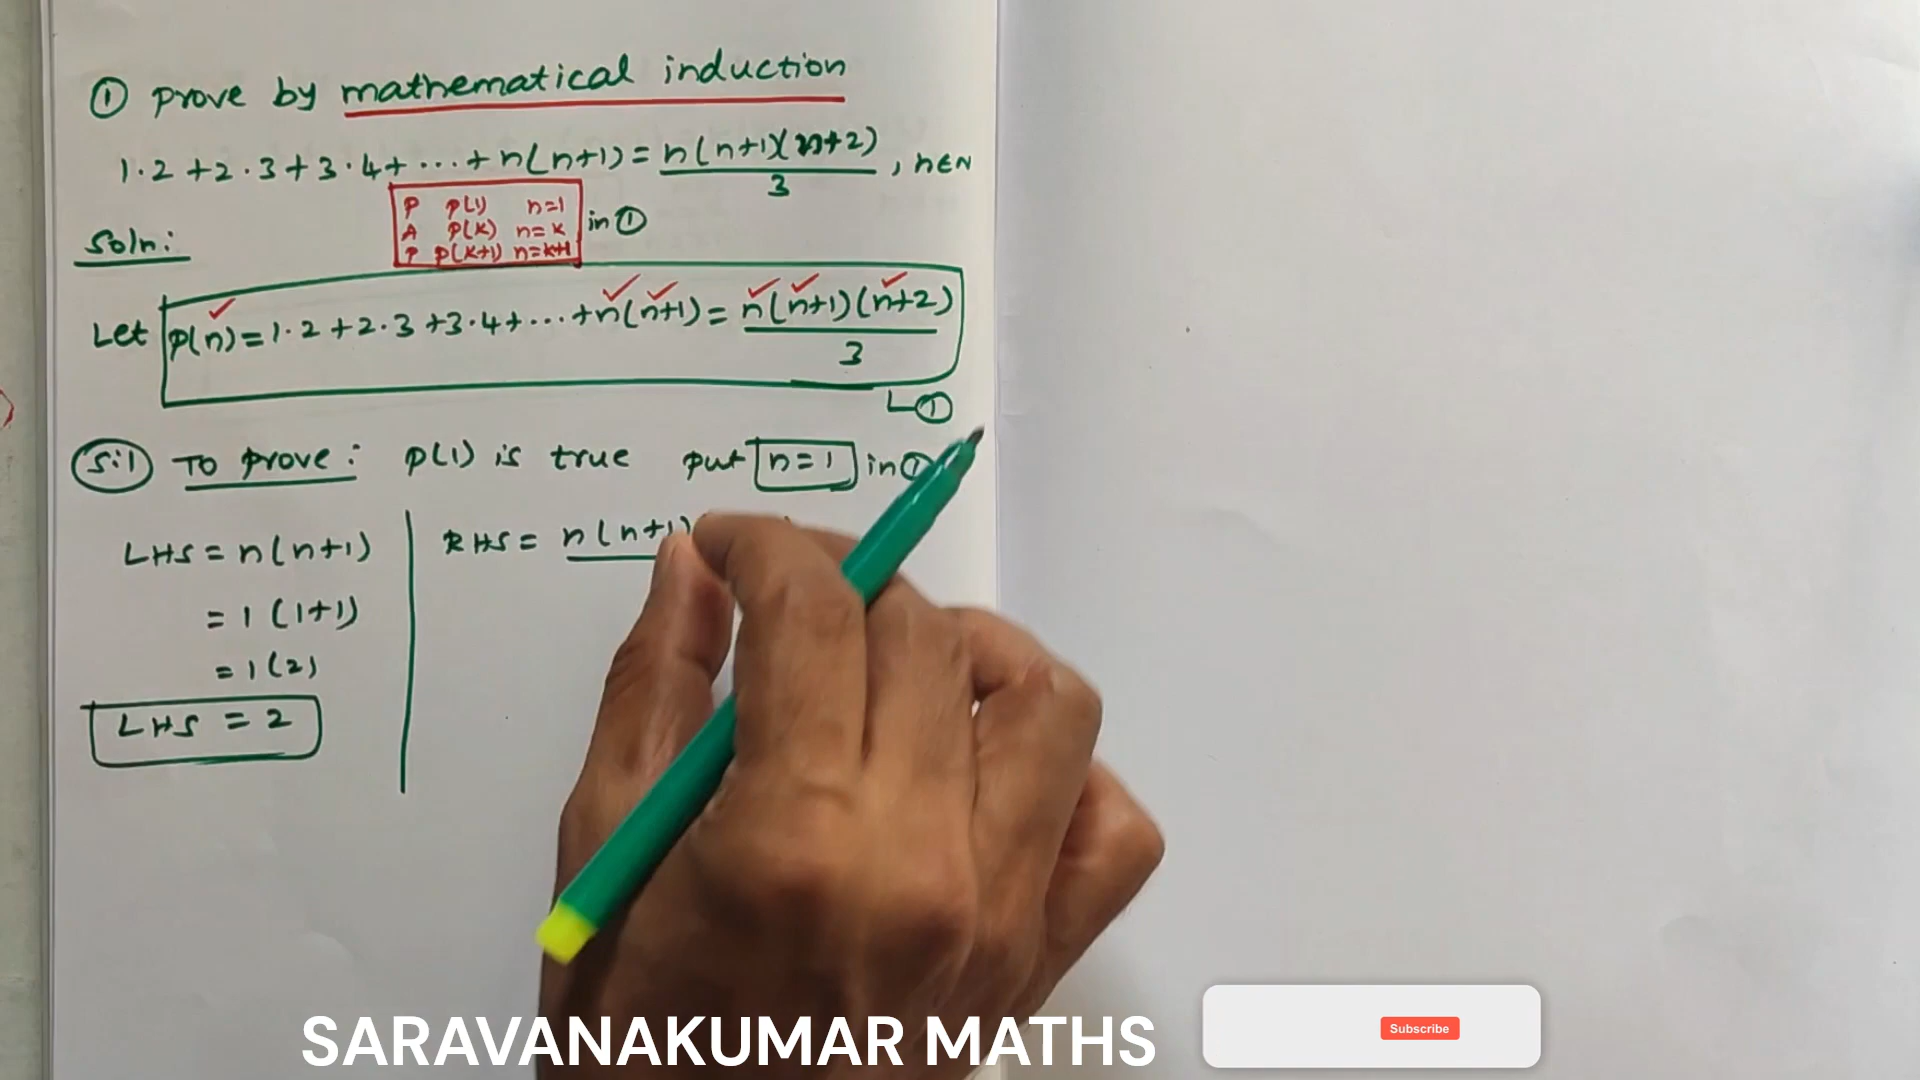 ① prove by mathematical induction
1·2+2·3+3·4+...+n(n+1)= n(n+1)(n+2)/3, n∈N
P p(1) n=1
A p(k) n=k in ①
P p(k+1) n=k+1
Soln:
Let p(n)=1·2+2·3+3·4+...+n(n+1)= n(n+1)(n+2)/3
①
S:1 To prove: p(1) is true put n=1 in ①
LHS = n(n+1)
= 1(1+1)
= 1(2)
LHS = 2
RHS = n(n+1)
SARAVANAKUMAR MATHS
Subscribe